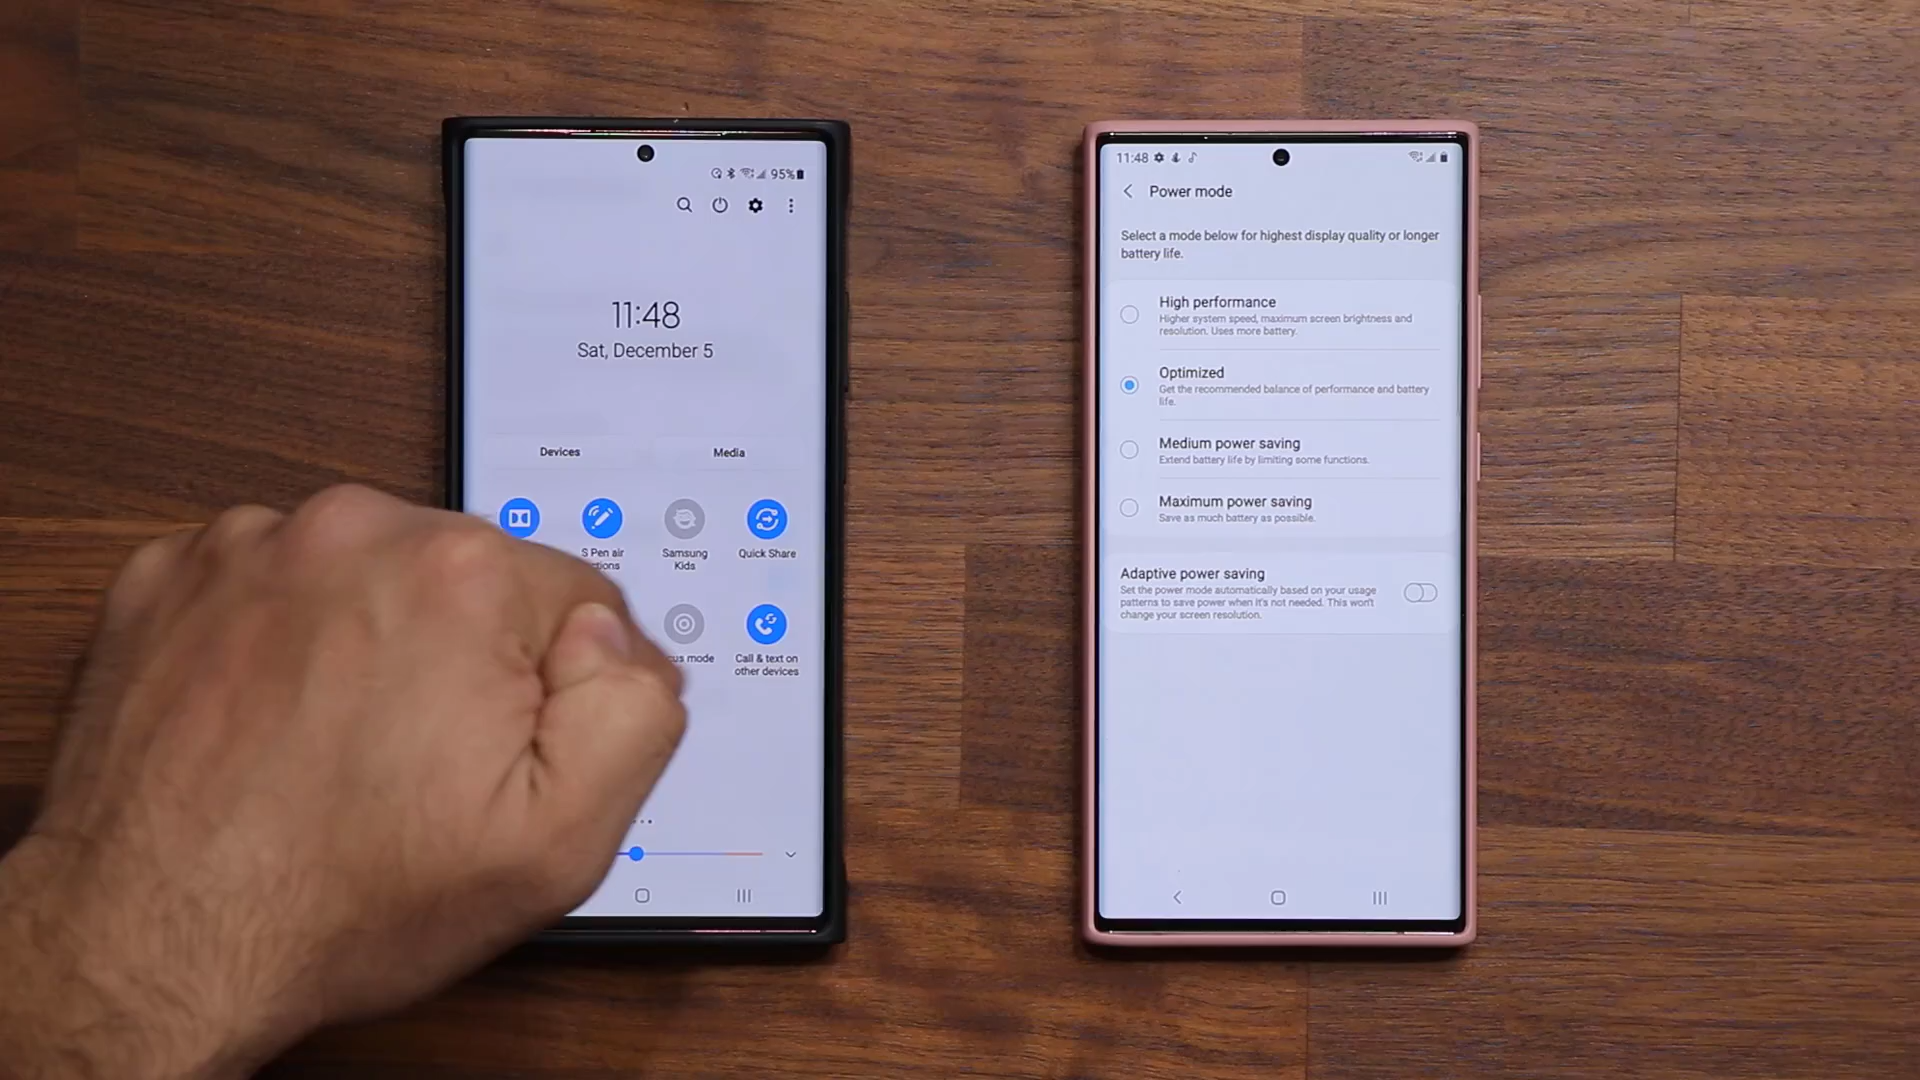 95%
11:48
Sat, December 5
Devices
Media
S Pen air
Samsung
Kids
Quick Share
mode
Call & text on
other devices
11:48
Power mode
Select a mode below for highest display quality or longer
battery life.
High performance
Higher system speed, maximum screen brightness and
resolution. Uses more battery.
Optimized
Get the recommended balance of performance and battery
life.
Medium power saving
Extend battery life by limiting some functions.
Maximum power saving
Save as much battery as possible.
Adaptive power saving
Set the power mode automatically based on your usage
patterns to save power when it's not needed. This won't
change your screen resolution.